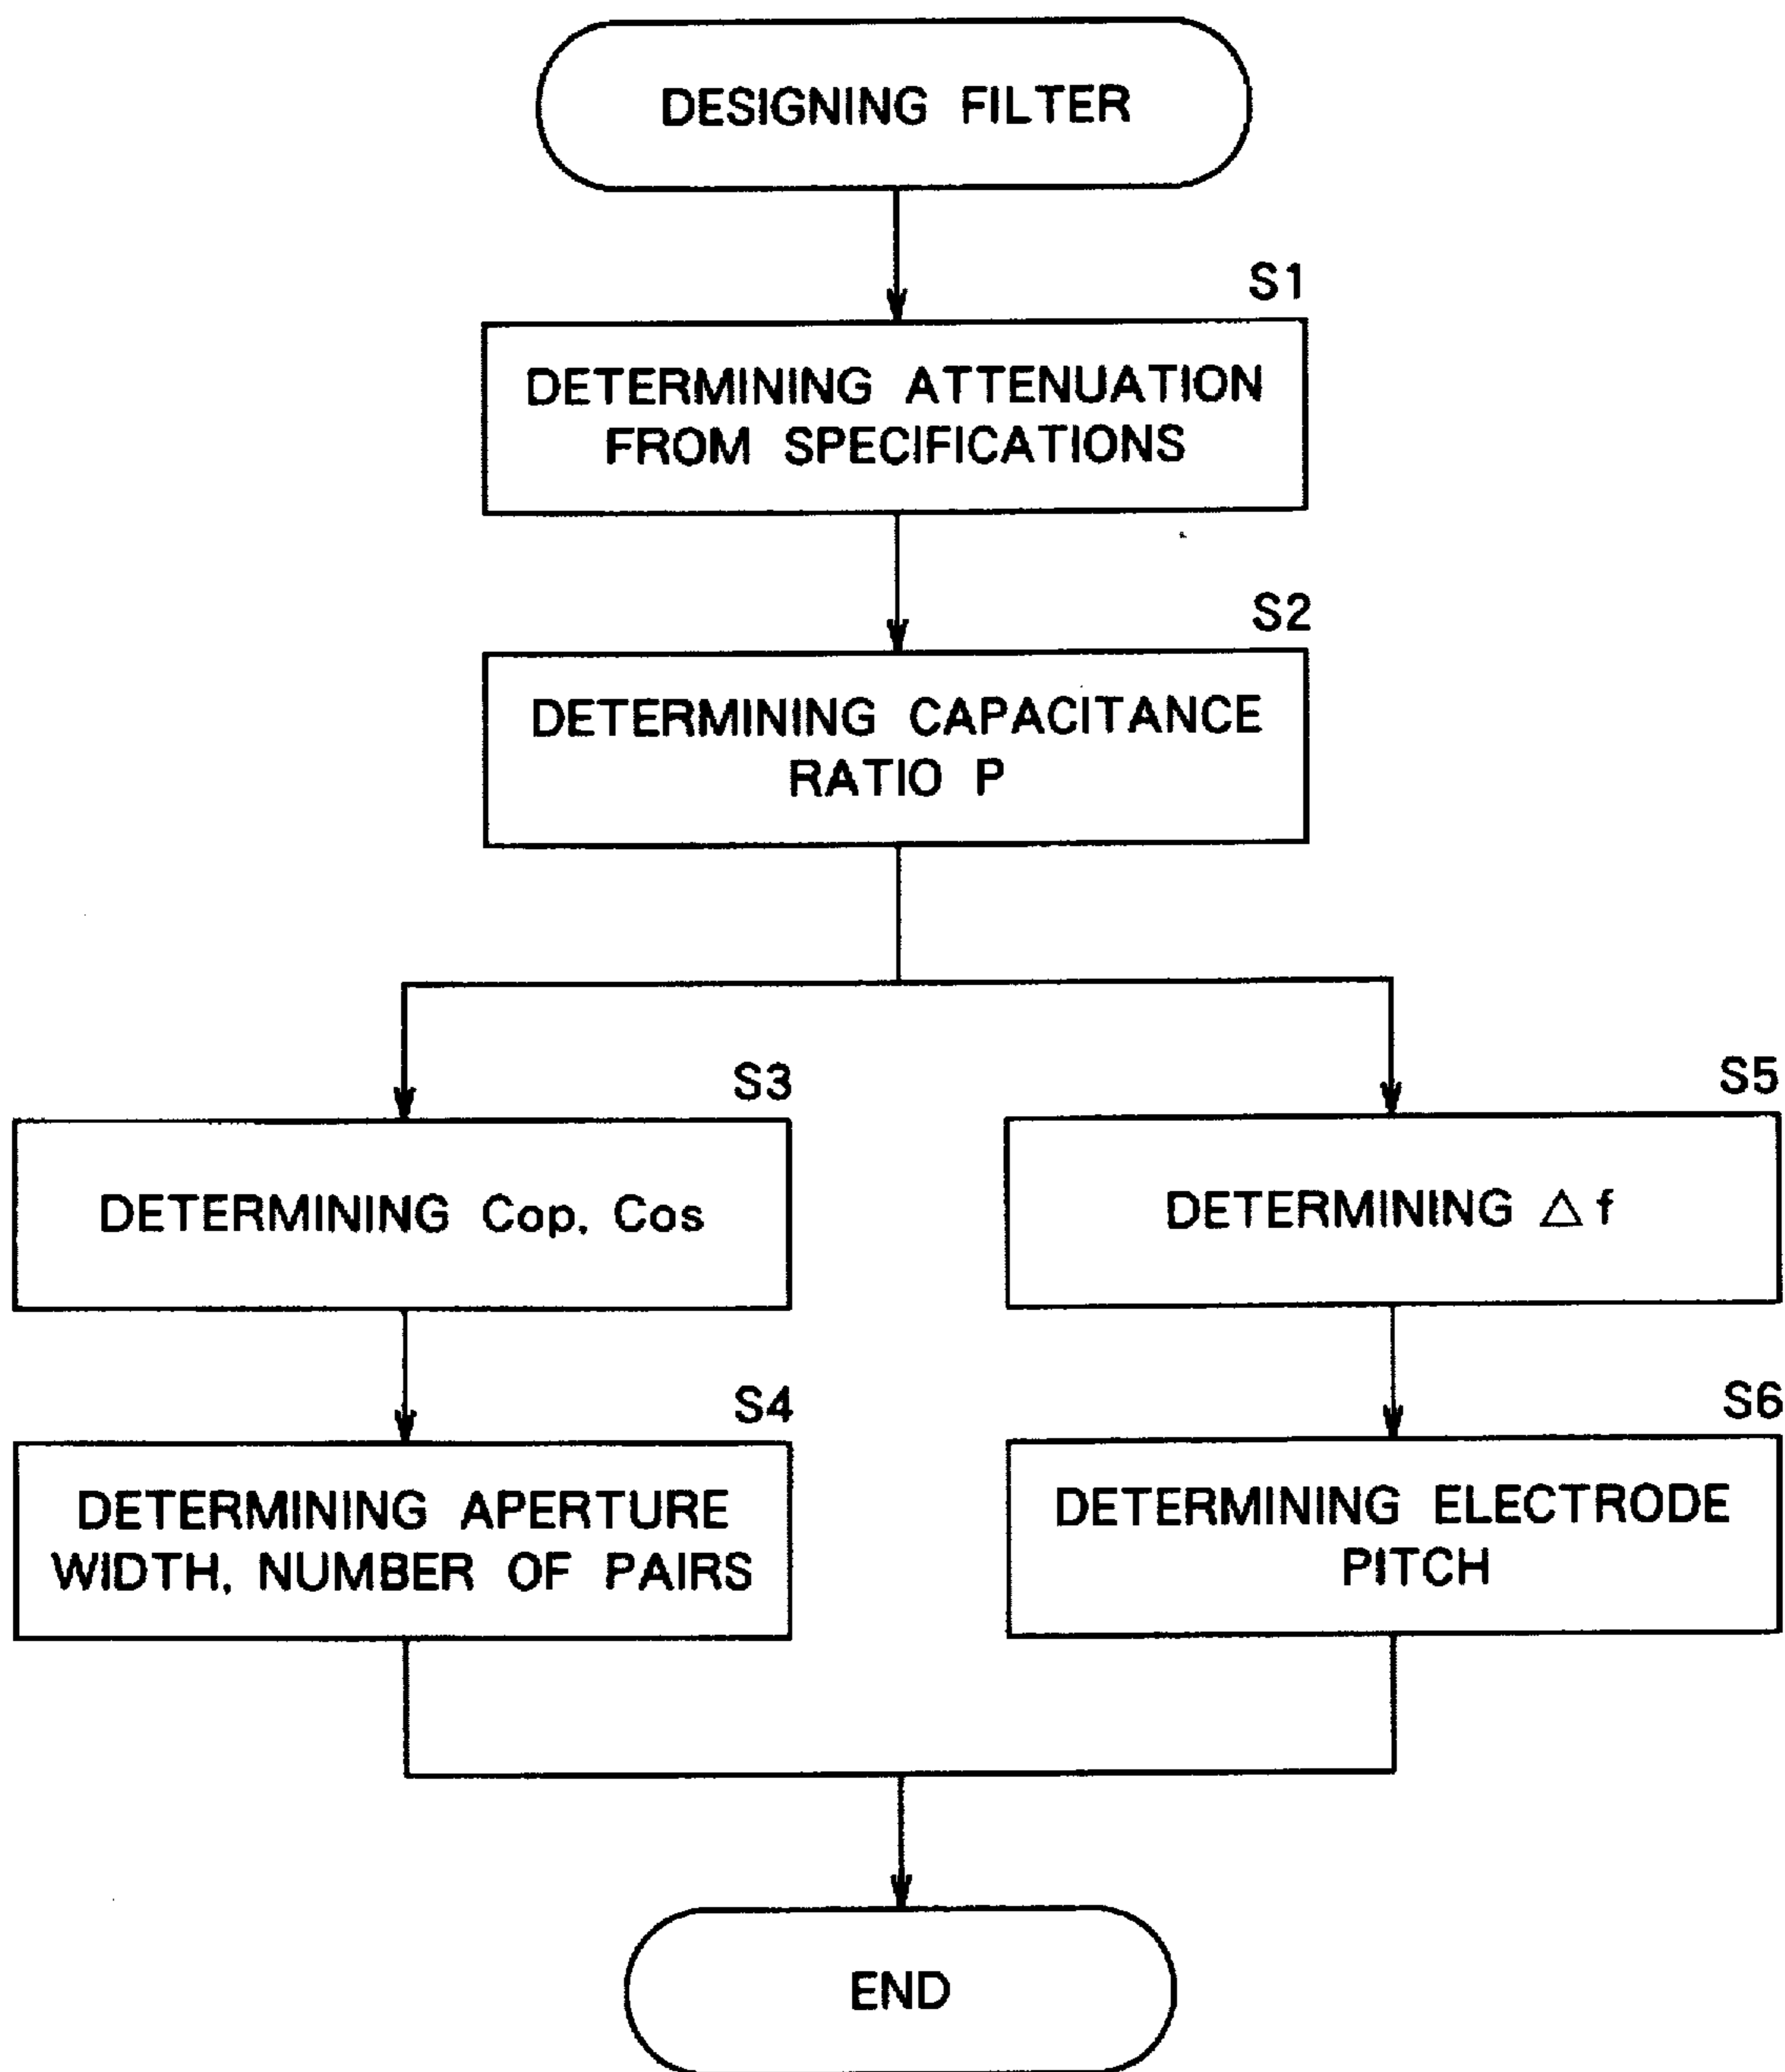 DESIGNING FILTER
S1
DETERMINING ATTENUATION
FROM SPECIFICATIONS
S2
DETERMINING CAPACITANCE
RATIO P
S3
DETERMINING Cop, Cos
S4
DETERMINING APERTURE
WIDTH, NUMBER OF PAIRS
S5
DETERMINING △f
S6
DETERMINING ELECTRODE
PITCH
END